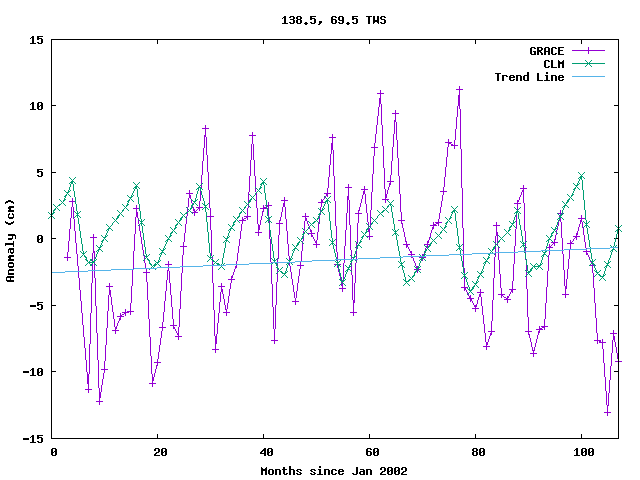 138.5, 69.5 TWS
GRACE
CLM
Trend Line
15
10
5
0
-5
-10
-15
Anomaly (cm)
0 20 40 60 80 100
Months since Jan 2002